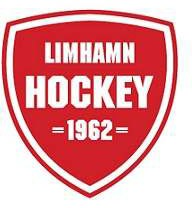 LIMHAMN
HOCKEY
=1962=